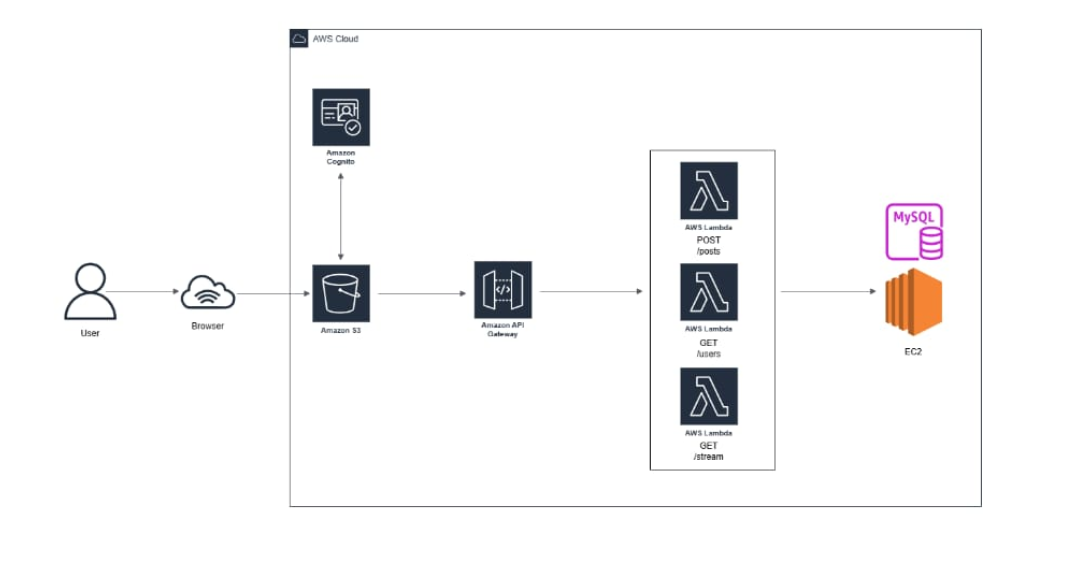 AWS Cloud
Amazon
Cognito
User
Browser
Amazon S3
Amazon API
Gateway
AWS Lambda
POST
/posts
AWS Lambda
GET
/users
AWS Lambda
GET
/stream
MySQL
EC2